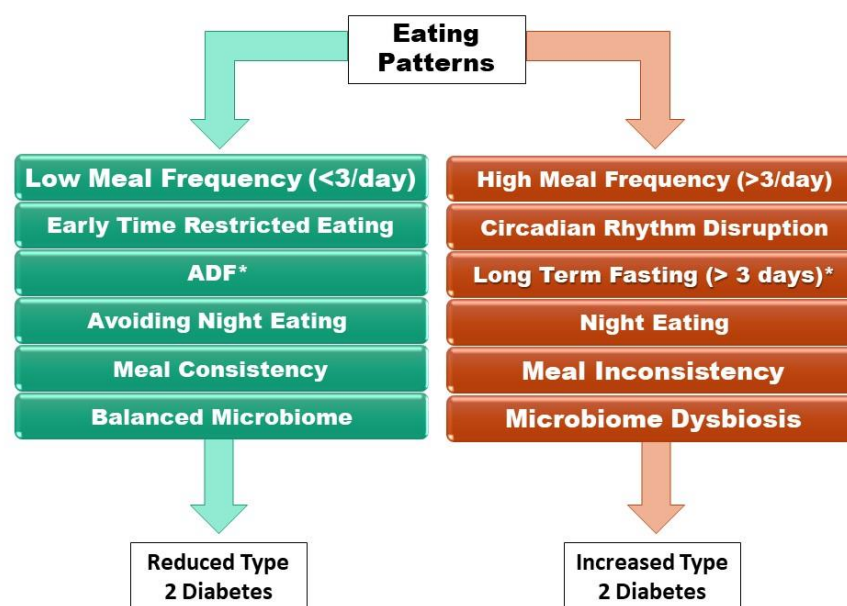 Eating
Patterns
Low Meal Frequency (<3/day)
Early Time Restricted Eating
ADF*
Avoiding Night Eating
Meal Consistency
Balanced Microbiome
Reduced Type
2 Diabetes
High Meal Frequency (>3/day)
Circadian Rhythm Disruption
Long Term Fasting (> 3 days)*
Night Eating
Meal Inconsistency
Microbiome Dysbiosis
Increased Type
2 Diabetes